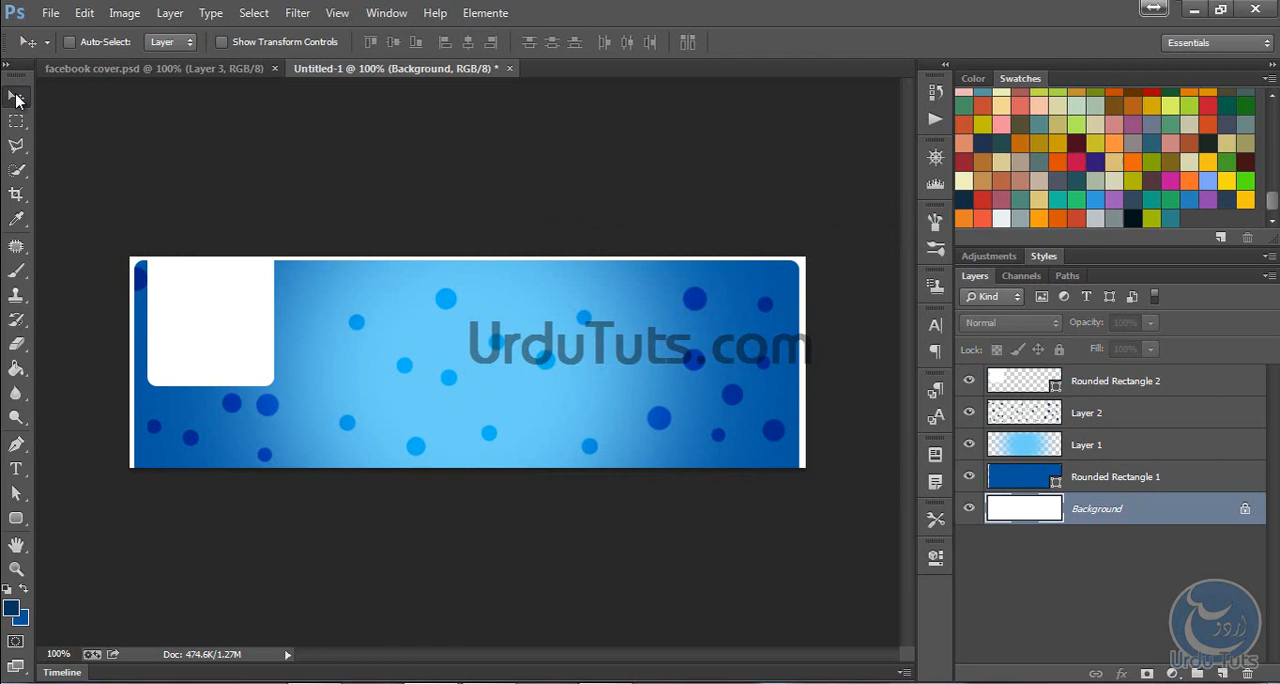 Ps File Edit Image Layer Type Select Filter View Window Help Elemente
Auto-Select: Layer Show Transform Controls Essentials
facebook cover.psd @ 100% (Layer 3, RGB/8) × Untitled-1 @ 100% (Background, RGB/8) * ×
Color Swatches
UrduTuts.com
Adjustments Styles
Layers Channels Paths
Kind
Normal Opacity: 100%
Lock: Fill: 100%
Rounded Rectangle 2
Layer 2
Layer 1
Rounded Rectangle 1
Background
اردو
Urdu Tuts
100% Doc: 474.6K/1.27M
Timeline